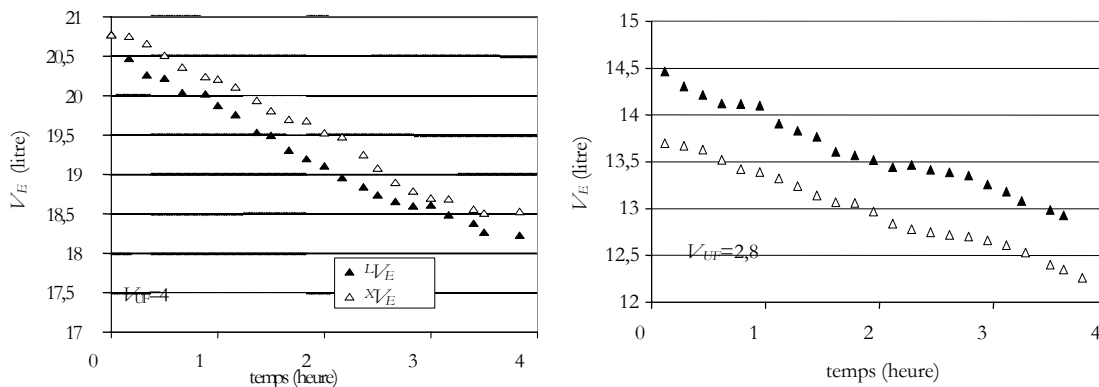 21
20,5
20
19,5
19
18,5
18
17,5
17
V_E (litre)
0 1 2 3 4
temps (heure)
V_UF=4
ᴸV_E
ˣV_E
15
14,5
14
13,5
13
12,5
12
V_E (litre)
0 1 2 3 4
temps (heure)
V_UF=2,8